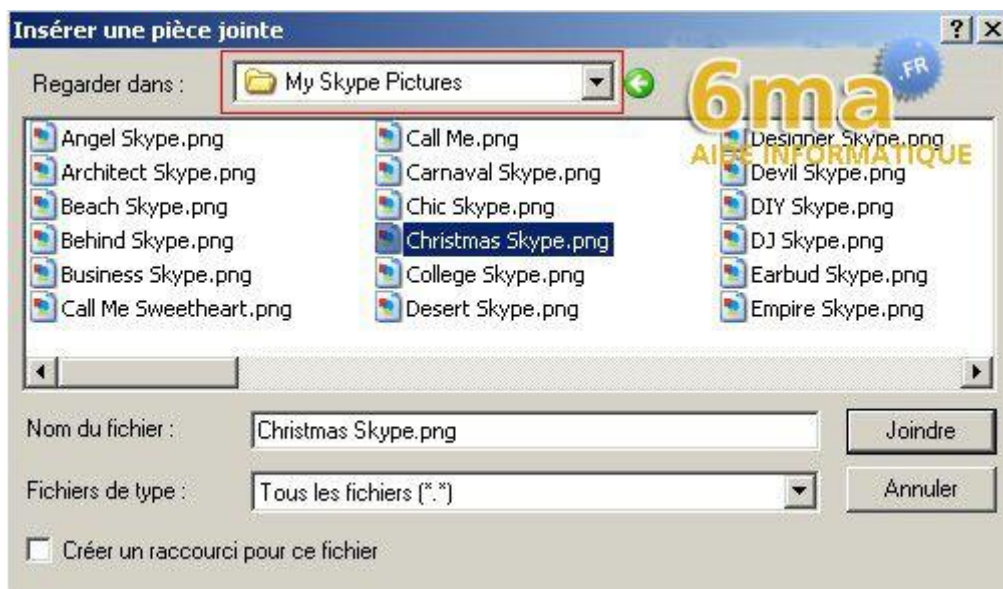 Insérer une pièce jointe
Regarder dans : My Skype Pictures
6ma .FR
AIDE INFORMATIQUE
Angel Skype.png Call Me.png Designer Skype.png
Architect Skype.png Carnaval Skype.png Devil Skype.png
Beach Skype.png Chic Skype.png DIY Skype.png
Behind Skype.png Christmas Skype.png DJ Skype.png
Business Skype.png College Skype.png Earbud Skype.png
Call Me Sweetheart.png Desert Skype.png Empire Skype.png
Nom du fichier : Christmas Skype.png Joindre
Fichiers de type : Tous les fichiers (*.*) Annuler
Créer un raccourci pour ce fichier